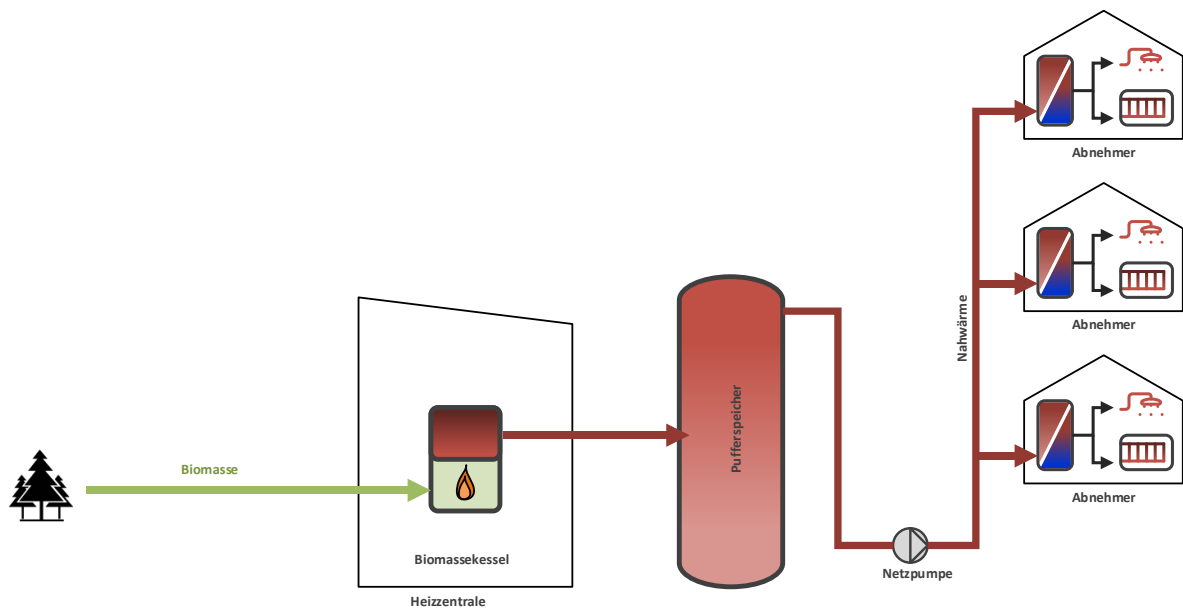 Abnehmer
Abnehmer
Abnehmer
Nahwärme
Pufferspeicher
Biomasse
Biomassekessel
Netzpumpe
Heizzentrale